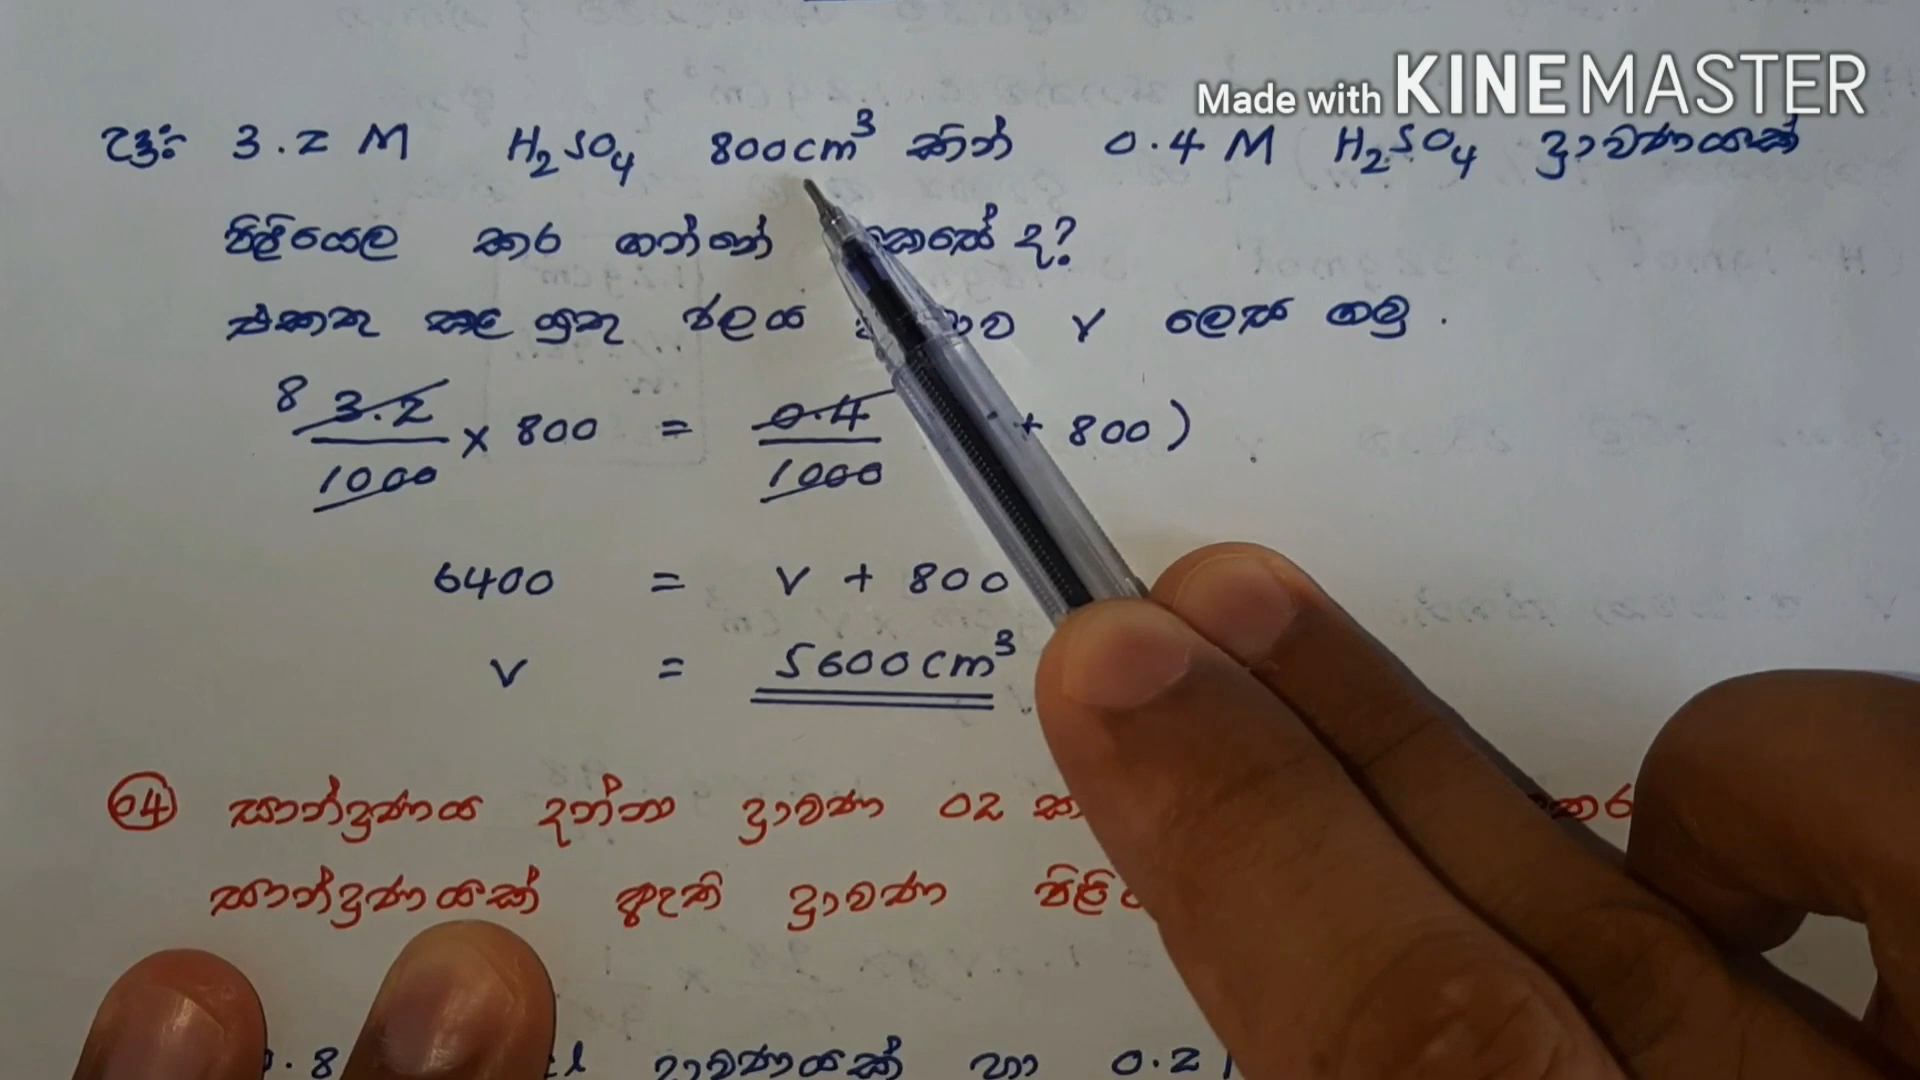 Made with KINEMASTER
උදා:- 3.2 M H₂SO₄ 800cm³ කින් 0.4 M H₂SO₄ ද්‍රාවණයක්
පිළියෙල කර ගන්නේ කෙසේ ද?
එකතු කළ යුතු ජලය V ලෙස ගමු.
8 3.2/1000 × 800 = 0.4/1000 + 800)
6400 = V + 800
V = 5600cm³
04 සාන්ද්‍රණය දන්නා ද්‍රාවණ 02
සාන්ද්‍රණයක් ඇති ද්‍රාවණ
ද්‍රාවණයක් හා 0.2